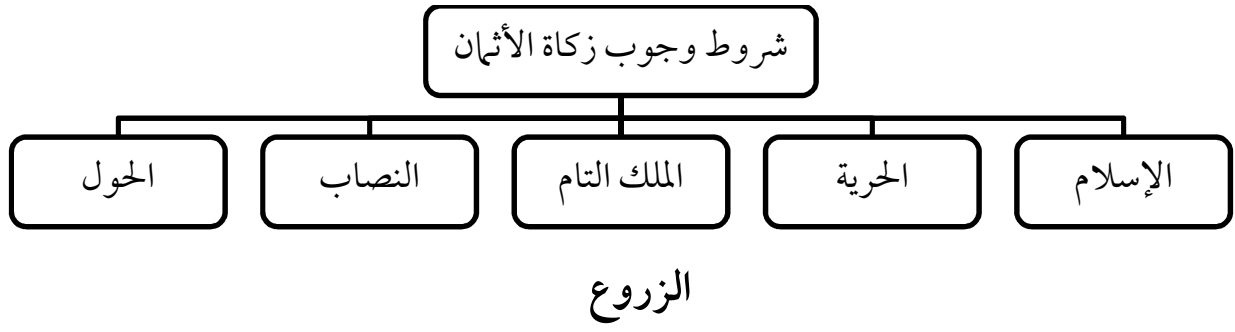 شروط وجوب زكاة الأثمان
الإسلام
الحرية
الملك التام
النصاب
الحول
الزروع